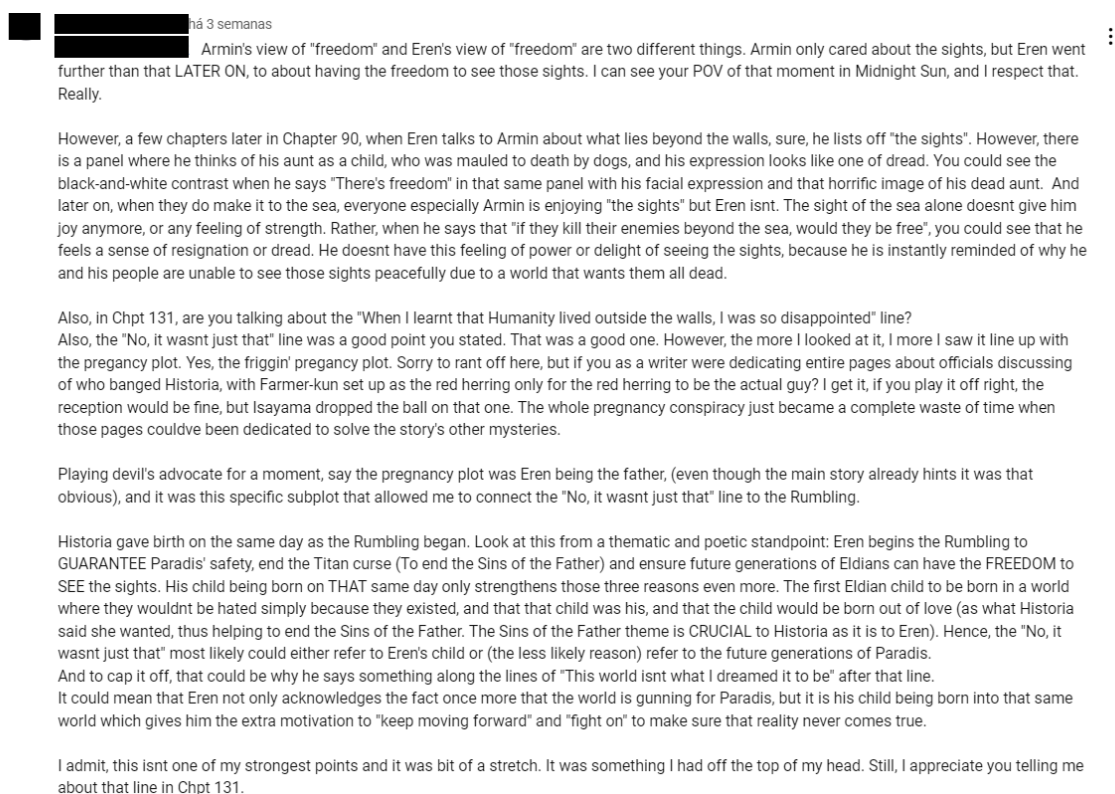 há 3 semanas
Armin's view of "freedom" and Eren's view of "freedom" are two different things. Armin only cared about the sights, but Eren went
further than that LATER ON, to about having the freedom to see those sights. I can see your POV of that moment in Midnight Sun, and I respect that.
Really.
However, a few chapters later in Chapter 90, when Eren talks to Armin about what lies beyond the walls, sure, he lists off "the sights". However, there
is a panel where he thinks of his aunt as a child, who was mauled to death by dogs, and his expression looks like one of dread. You could see the
black-and-white contrast when he says "There's freedom" in that same panel with his facial expression and that horrific image of his dead aunt. And
later on, when they do make it to the sea, everyone especially Armin is enjoying "the sights" but Eren isnt. The sight of the sea alone doesnt give him
joy anymore, or any feeling of strength. Rather, when he says that "if they kill their enemies beyond the sea, would they be free", you could see that he
feels a sense of resignation or dread. He doesnt have this feeling of power or delight of seeing the sights, because he is instantly reminded of why he
and his people are unable to see those sights peacefully due to a world that wants them all dead.
Also, in Chpt 131, are you talking about the "When I learnt that Humanity lived outside the walls, I was so disappointed" line?
Also, the "No, it wasnt just that" line was a good point you stated. That was a good one. However, the more I looked at it, I more I saw it line up with
the pregancy plot. Yes, the friggin' pregancy plot. Sorry to rant off here, but if you as a writer were dedicating entire pages about officials discussing
of who banged Historia, with Farmer-kun set up as the red herring only for the red herring to be the actual guy? I get it, if you play it off right, the
reception would be fine, but Isayama dropped the ball on that one. The whole pregnancy conspiracy just became a complete waste of time when
those pages couldve been dedicated to solve the story's other mysteries.
Playing devil's advocate for a moment, say the pregnancy plot was Eren being the father, (even though the main story already hints it was that
obvious), and it was this specific subplot that allowed me to connect the "No, it wasnt just that" line to the Rumbling.
Historia gave birth on the same day as the Rumbling began. Look at this from a thematic and poetic standpoint: Eren begins the Rumbling to
GUARANTEE Paradis' safety, end the Titan curse (To end the Sins of the Father) and ensure future generations of Eldians can have the FREEDOM to
SEE the sights. His child being born on THAT same day only strengthens those three reasons even more. The first Eldian child to be born in a world
where they wouldnt be hated simply because they existed, and that that child was his, and that the child would be born out of love (as what Historia
said she wanted, thus helping to end the Sins of the Father. The Sins of the Father theme is CRUCIAL to Historia as it is to Eren). Hence, the "No, it
wasnt just that" most likely could either refer to Eren's child or (the less likely reason) refer to the future generations of Paradis.
And to cap it off, that could be why he says something along the lines of "This world isnt what I dreamed it to be" after that line.
It could mean that Eren not only acknowledges the fact once more that the world is gunning for Paradis, but it is his child being born into that same
world which gives him the extra motivation to "keep moving forward" and "fight on" to make sure that reality never comes true.
I admit, this isnt one of my strongest points and it was bit of a stretch. It was something I had off the top of my head. Still, I appreciate you telling me
about that line in Chpt 131.